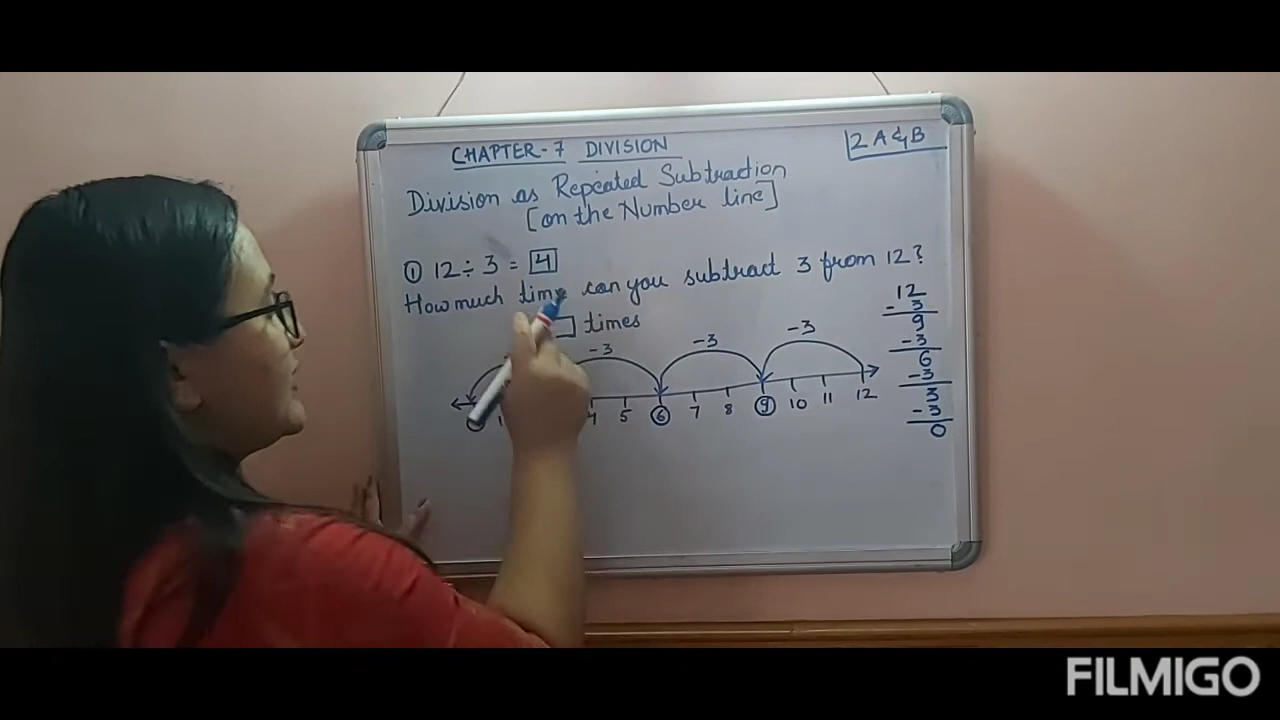 CHAPTER-7 DIVISION
2 A & B
Division as Repeated Subtraction
[on the Number line]
① 12 ÷ 3 = 4
How much time can you subtract 3 from 12?
times
-3 -3 -3
4 5 6 7 8 9 10 11 12
12
- 3
9
- 3
6
- 3
3
- 3
0
FILMIGO